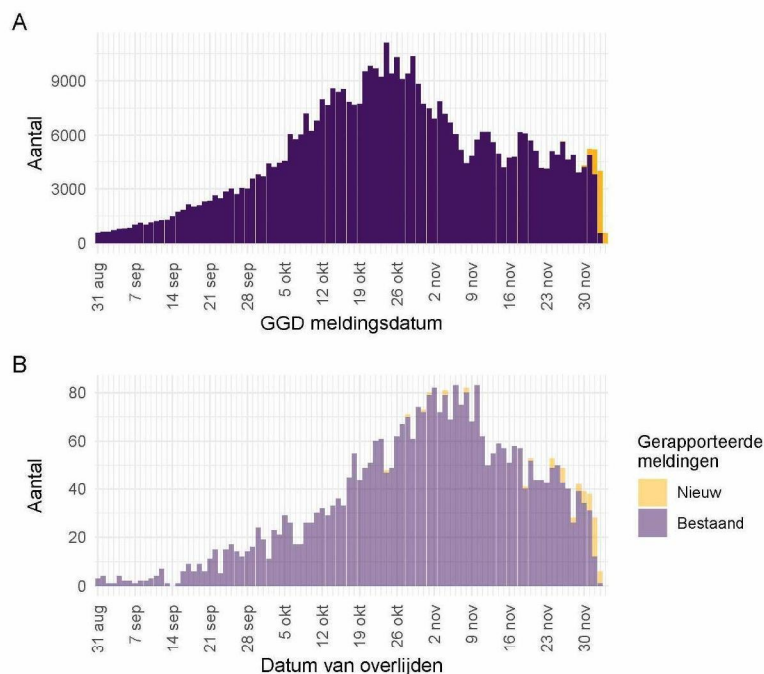 A
9000
6000
3000
0
Aantal
31 aug
7 sep
14 sep
21 sep
28 sep
5 okt
12 okt
19 okt
26 okt
2 nov
9 nov
16 nov
23 nov
30 nov
GGD meldingsdatum
B
80
60
40
20
0
Aantal
31 aug
7 sep
14 sep
21 sep
28 sep
5 okt
12 okt
19 okt
26 okt
2 nov
9 nov
16 nov
23 nov
30 nov
Datum van overlijden
Gerapporteerde
meldingen
Nieuw
Bestaand